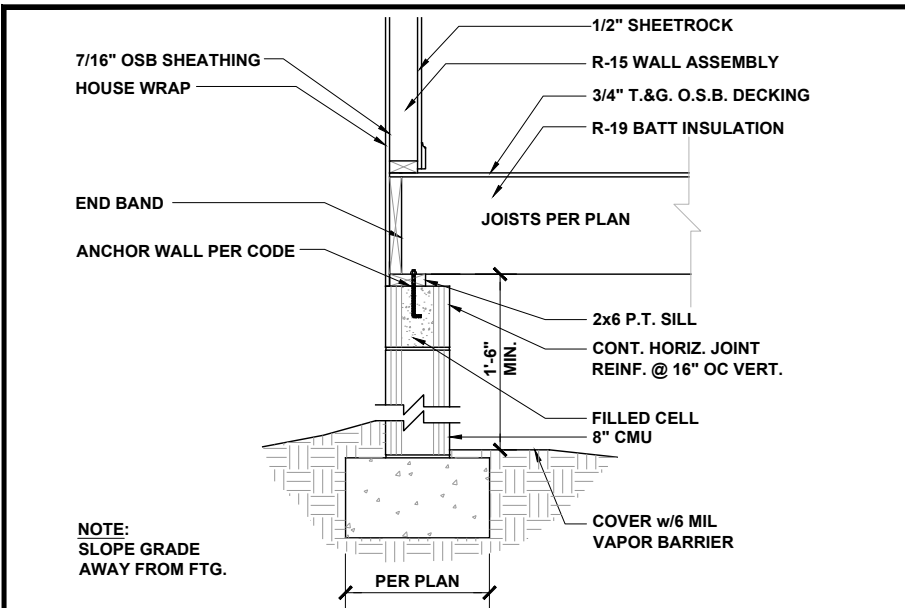 1/2" SHEETROCK
7/16" OSB SHEATHING
R-15 WALL ASSEMBLY
HOUSE WRAP
3/4" T.&G. O.S.B. DECKING
R-19 BATT INSULATION
END BAND
JOISTS PER PLAN
ANCHOR WALL PER CODE
2x6 P.T. SILL
1'-6"
MIN.
CONT. HORIZ. JOINT
REINF. @ 16" OC VERT.
FILLED CELL
8" CMU
COVER w/6 MIL
VAPOR BARRIER
NOTE:
SLOPE GRADE
AWAY FROM FTG.
PER PLAN